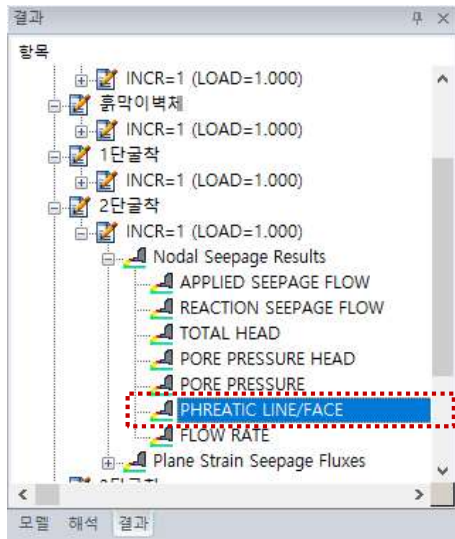 결과
항목
INCR=1 (LOAD=1.000)
흙막이벽체
INCR=1 (LOAD=1.000)
1단굴착
INCR=1 (LOAD=1.000)
2단굴착
INCR=1 (LOAD=1.000)
Nodal Seepage Results
APPLIED SEEPAGE FLOW
REACTION SEEPAGE FLOW
TOTAL HEAD
PORE PRESSURE HEAD
PORE PRESSURE
PHREATIC LINE/FACE
FLOW RATE
Plane Strain Seepage Fluxes
모델 해석 결과